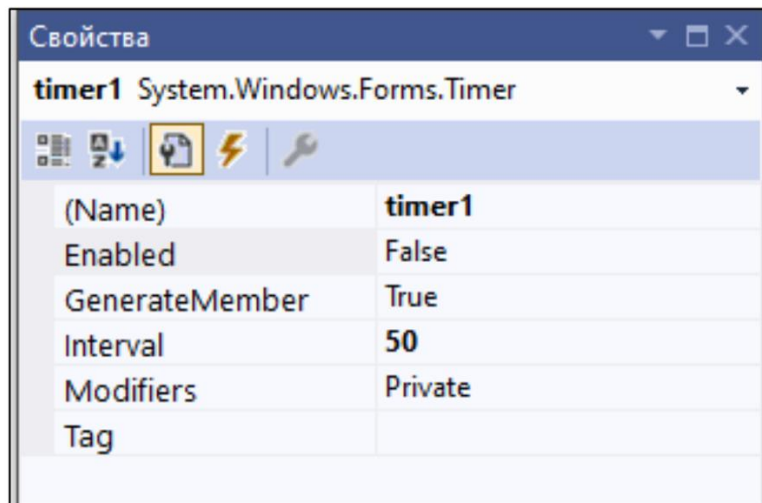 Свойства
timer1 System.Windows.Forms.Timer
(Name) timer1
Enabled False
GenerateMember True
Interval 50
Modifiers Private
Tag